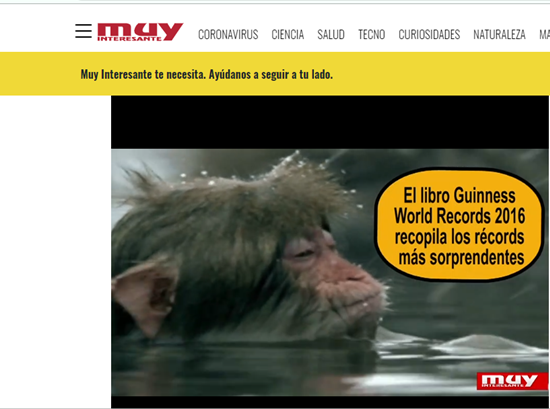 muy
INTERESANTE
CORONAVIRUS CIENCIA SALUD TECNO CURIOSIDADES NATURALEZA MA
Muy Interesante te necesita. Ayúdanos a seguir a tu lado.
El libro Guinness
World Records 2016
recopila los récords
más sorprendentes
muy
INTERESANTE